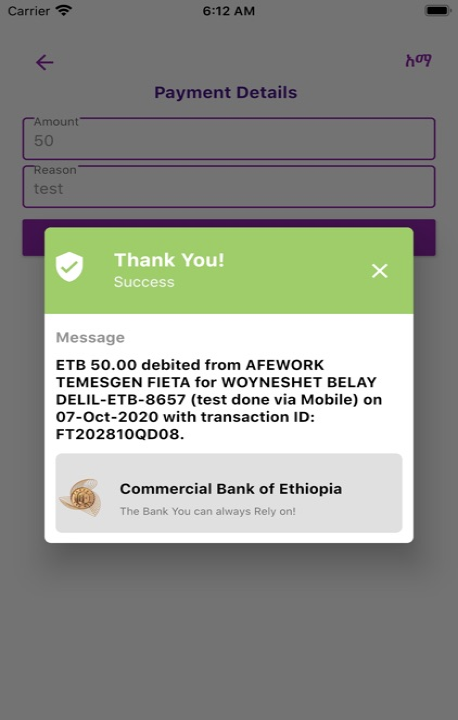 Carrier 6:12 AM
አማ
Payment Details
Amount
50
Reason
test
Thank You!
Success
Message
ETB 50.00 debited from AFEWORK
TEMESGEN FIETA for WOYNESHET BELAY
DELIL-ETB-8657 (test done via Mobile) on
07-Oct-2020 with transaction ID:
FT202810QD08.
Commercial Bank of Ethiopia
The Bank You can always Rely on!